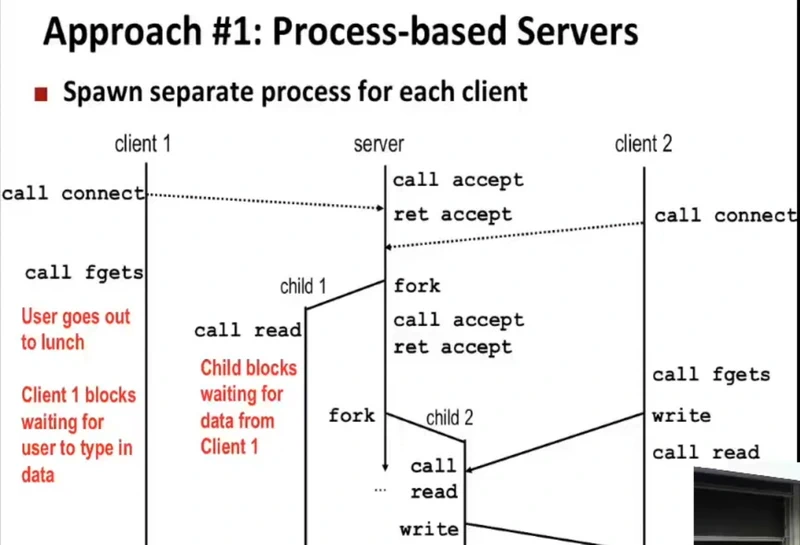 Approach #1: Process-based Servers
Spawn separate process for each client
client 1
server
client 2
call connect
call accept
ret accept
call connect
call fgets
child 1
fork
User goes out
to lunch
call read
call accept
ret accept
Client 1 blocks
waiting for
user to type in
data
Child blocks
waiting for
data from
Client 1
call fgets
fork
child 2
write
call read
call
... read
write